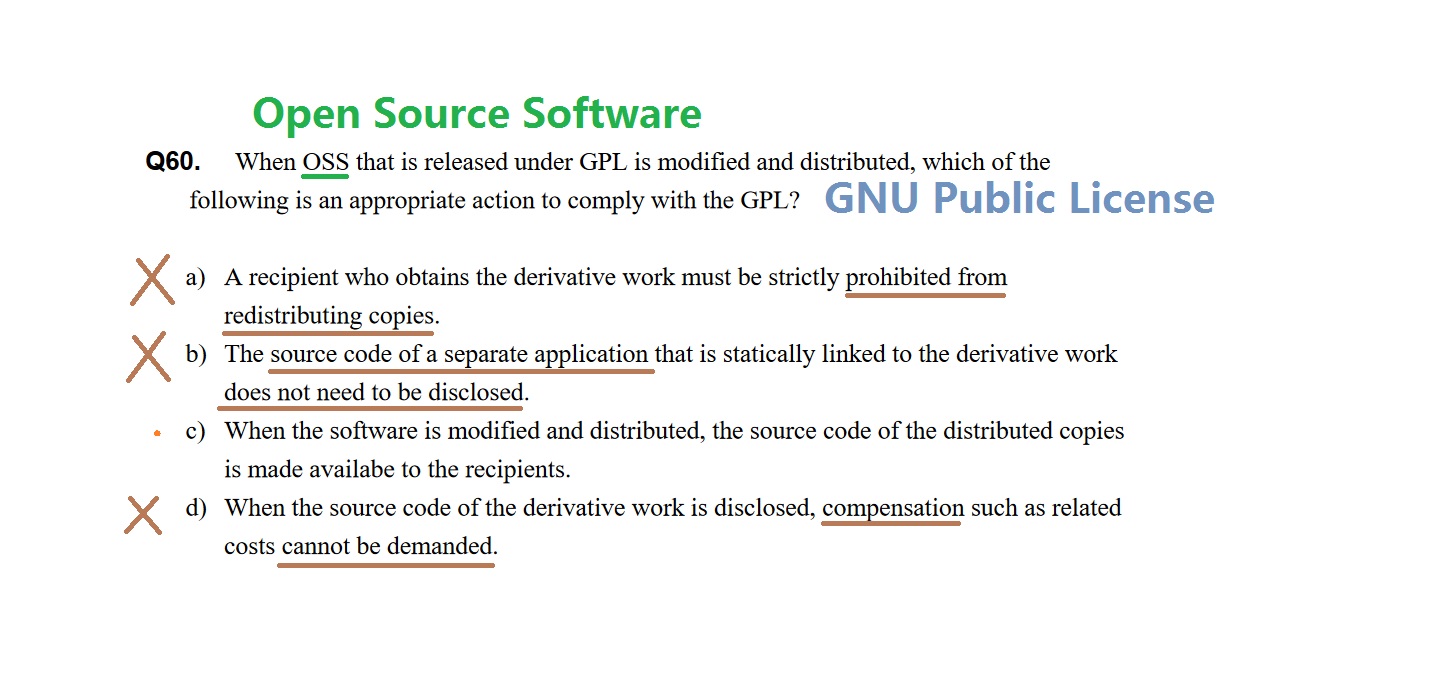 Open Source Software
Q60. When OSS that is released under GPL is modified and distributed, which of the
following is an appropriate action to comply with the GPL? GNU Public License
a) A recipient who obtains the derivative work must be strictly prohibited from
redistributing copies.
b) The source code of a separate application that is statically linked to the derivative work
does not need to be disclosed.
c) When the software is modified and distributed, the source code of the distributed copies
is made availabe to the recipients.
d) When the source code of the derivative work is disclosed, compensation such as related
costs cannot be demanded.